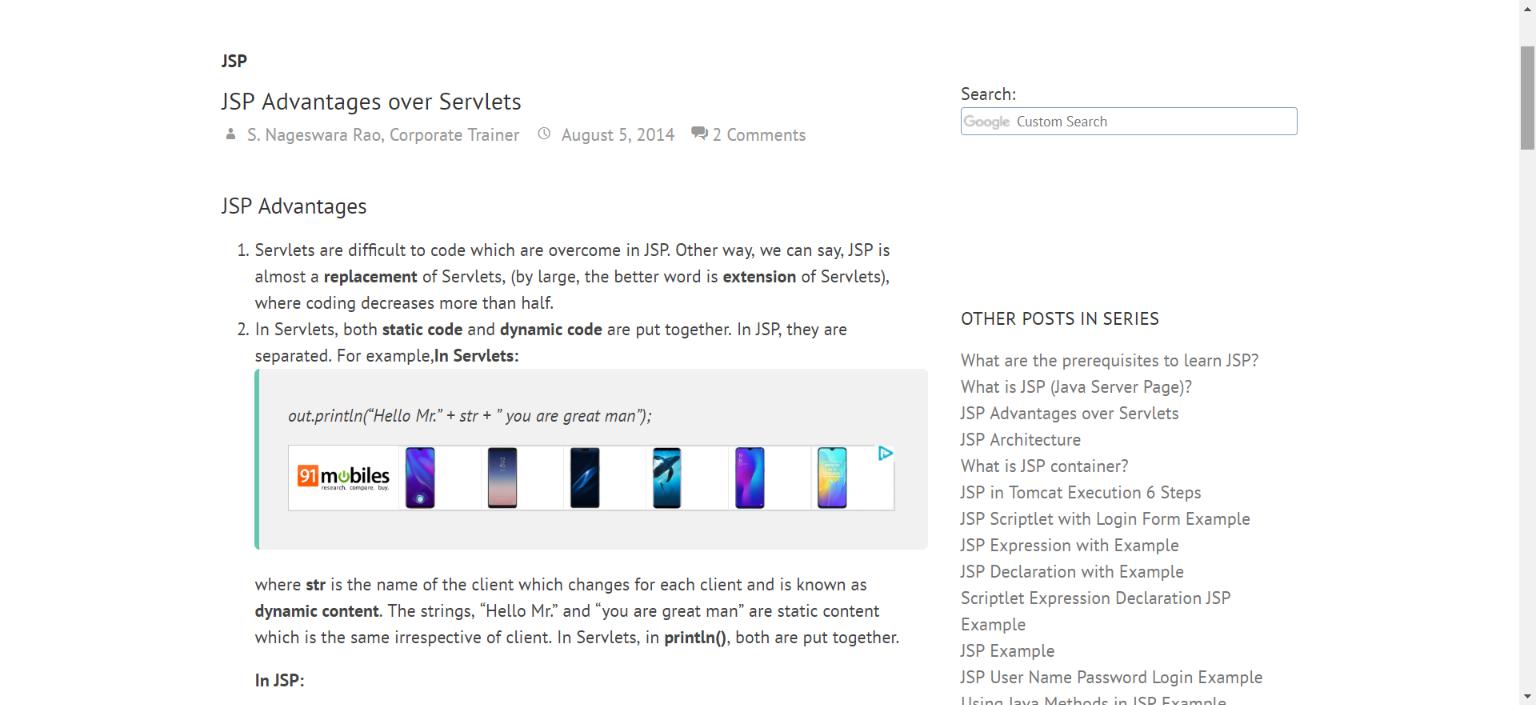 JSP
JSP Advantages over Servlets
S. Nageswara Rao, Corporate Trainer August 5, 2014 2 Comments
JSP Advantages
1. Servlets are difficult to code which are overcome in JSP. Other way, we can say, JSP is
almost a replacement of Servlets, (by large, the better word is extension of Servlets),
where coding decreases more than half.
2. In Servlets, both static code and dynamic code are put together. In JSP, they are
separated. For example,In Servlets:
out.println(“Hello Mr.” + str + ” you are great man”);
91mobiles
research. compare. buy.
where str is the name of the client which changes for each client and is known as
dynamic content. The strings, “Hello Mr.” and “you are great man” are static content
which is the same irrespective of client. In Servlets, in println(), both are put together.
In JSP:
Search:
Google Custom Search
OTHER POSTS IN SERIES
What are the prerequisites to learn JSP?
What is JSP (Java Server Page)?
JSP Advantages over Servlets
JSP Architecture
What is JSP container?
JSP in Tomcat Execution 6 Steps
JSP Scriptlet with Login Form Example
JSP Expression with Example
JSP Declaration with Example
Scriptlet Expression Declaration JSP
Example
JSP Example
JSP User Name Password Login Example
Using Java Methods in JSP Example